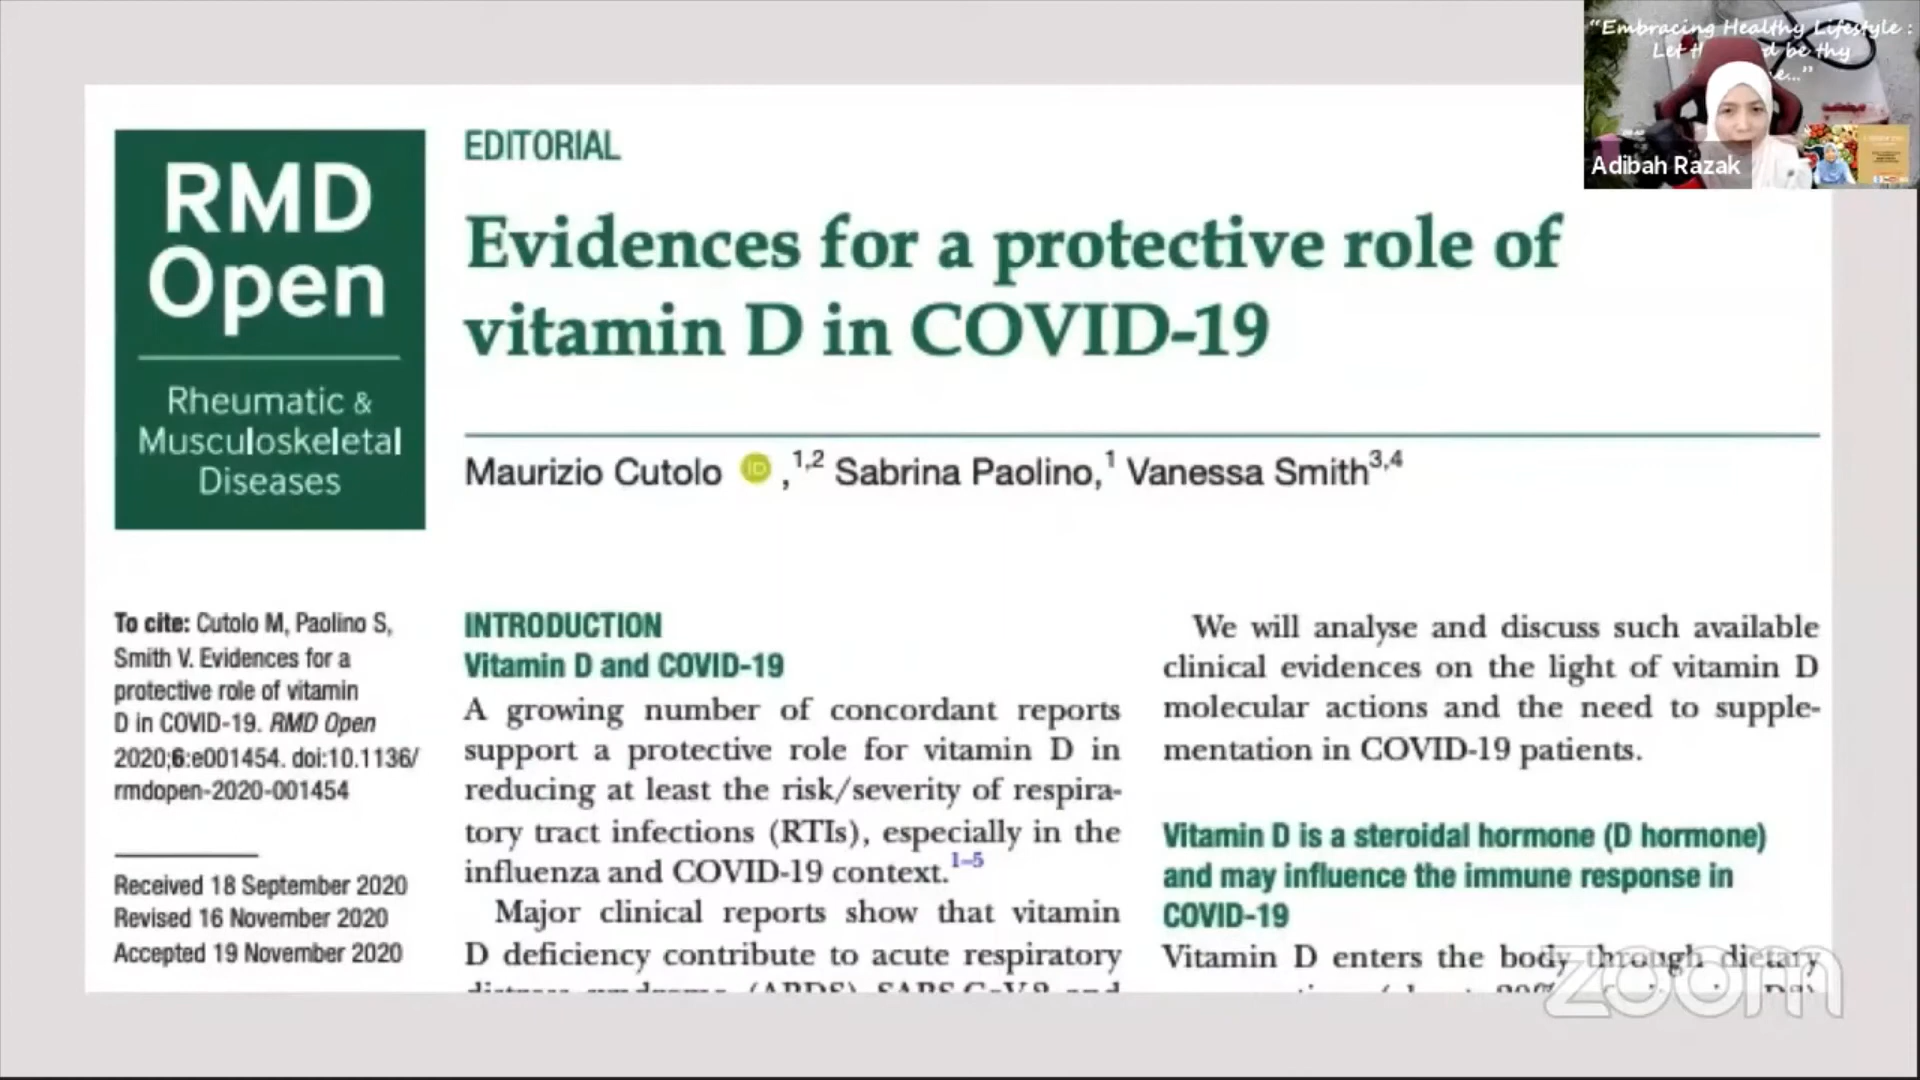 "Embracing Healthy Lifestyle :
Let be thy
Adibah Razak
RMD
Open
Rheumatic &
Musculoskeletal
Diseases
EDITORIAL
Evidences for a protective role of
vitamin D in COVID-19
Maurizio Cutolo iD ,1,2 Sabrina Paolino,1 Vanessa Smith3,4
To cite: Cutolo M, Paolino S,
Smith V. Evidences for a
protective role of vitamin
D in COVID-19. RMD Open
2020;6:e001454. doi:10.1136/
rmdopen-2020-001454
Received 18 September 2020
Revised 16 November 2020
Accepted 19 November 2020
INTRODUCTION
Vitamin D and COVID-19
A growing number of concordant reports
support a protective role for vitamin D in
reducing at least the risk/severity of respira-
tory tract infections (RTIs), especially in the
influenza and COVID-19 context.1–5
Major clinical reports show that vitamin
D deficiency contribute to acute respiratory
We will analyse and discuss such available
clinical evidences on the light of vitamin D
molecular actions and the need to supple-
mentation in COVID-19 patients.
Vitamin D is a steroidal hormone (D hormone)
and may influence the immune response in
COVID-19
Vitamin D enters the body through dietary
zoom